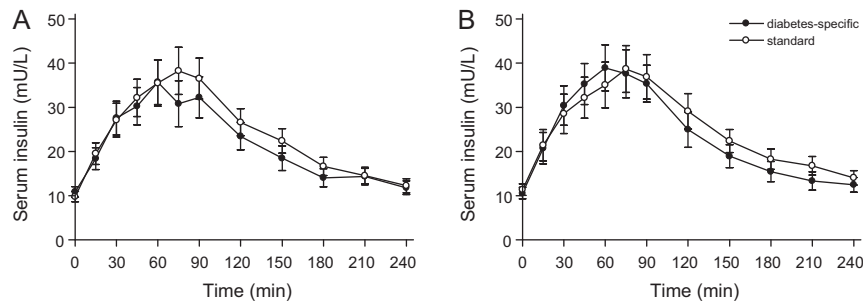 A
B
diabetes-specific
standard
Serum insulin (mU/L)
50
40
30
20
10
0
0 30 60 90 120 150 180 210 240
Time (min)
Serum insulin (mU/L)
50
40
30
20
10
0
0 30 60 90 120 150 180 210 240
Time (min)